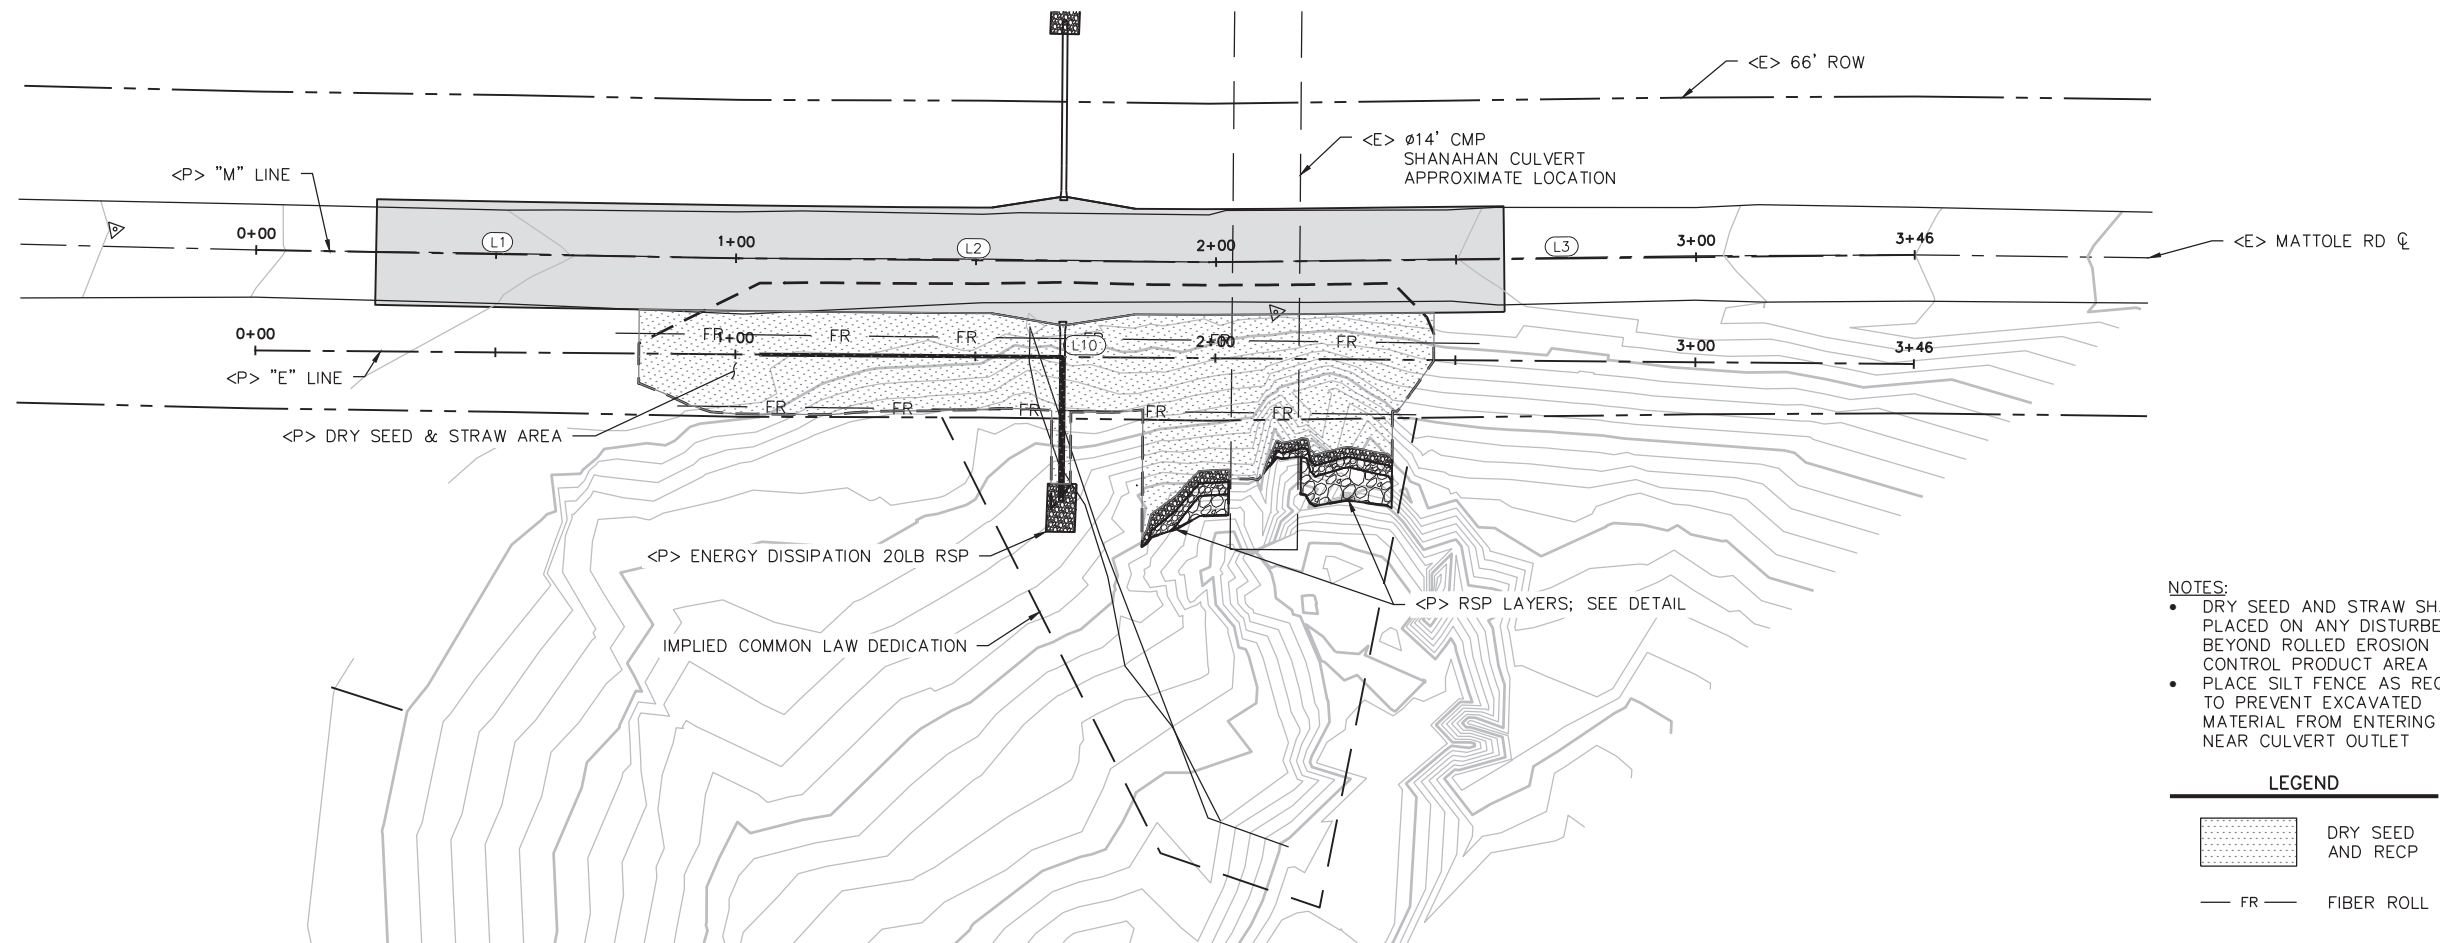 <E> 66' ROW
<E> ø14' CMP
SHANAHAN CULVERT
APPROXIMATE LOCATION
<P> "M" LINE
0+00
L1
1+00
L2
2+00
L3
3+00
3+46
<E> MATTOLE RD ℄
0+00
FR
1+00
FR
FR
L10
FR
2+00
FR
FR
3+00
3+46
<P> "E" LINE
FR
FR
FR
FR
FR
<P> DRY SEED & STRAW AREA
<P> ENERGY DISSIPATION 20LB RSP
<P> RSP LAYERS; SEE DETAIL
IMPLIED COMMON LAW DEDICATION
NOTES:
• DRY SEED AND STRAW
PLACED ON ANY
BEYOND ROLLED EROSION
CONTROL PRODUCT AREA
• PLACE SILT FENCE AS
TO PREVENT EXCAVATED
MATERIAL FROM ENTERING
NEAR CULVERT OUTLET
LEGEND
DRY SEED
AND RECP
FR
FIBER ROLL